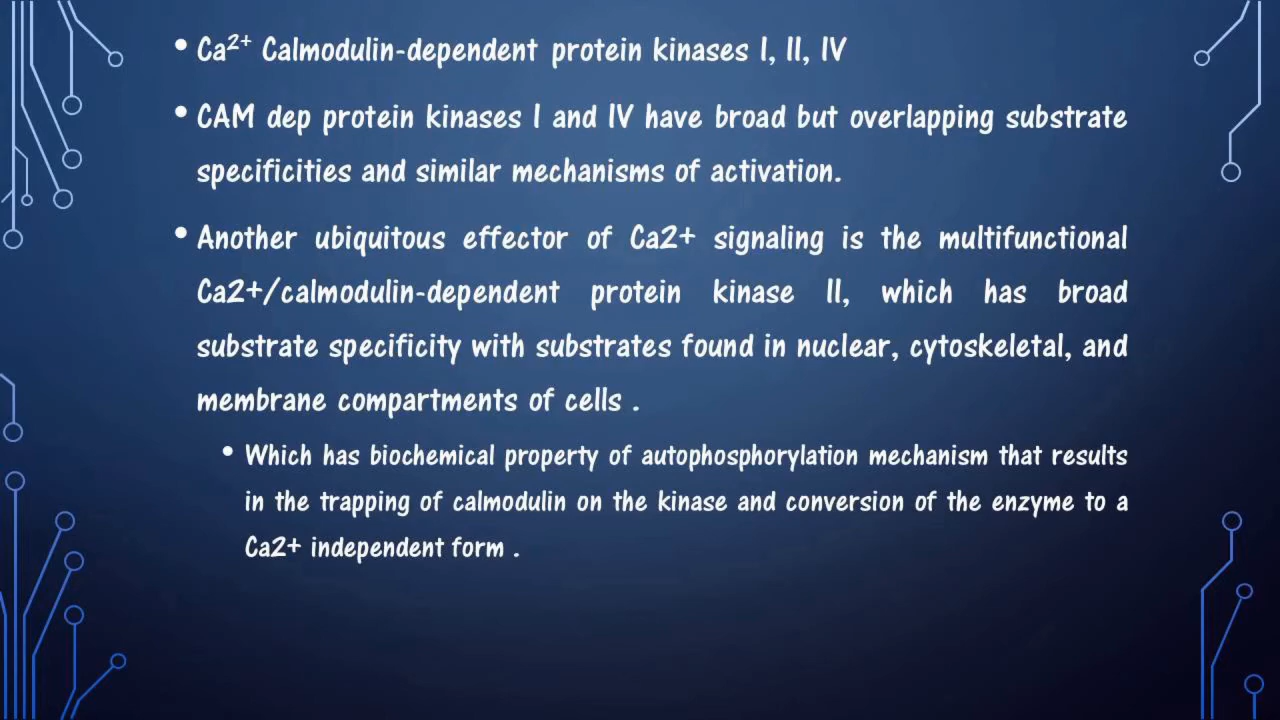 • Ca²⁺ Calmodulin-dependent protein kinases I, II, IV
• CAM dep protein kinases I and IV have broad but overlapping substrate
specificities and similar mechanisms of activation.
• Another ubiquitous effector of Ca2+ signaling is the multifunctional
Ca2+/calmodulin-dependent protein kinase II, which has broad
substrate specificity with substrates found in nuclear, cytoskeletal, and
membrane compartments of cells .
• Which has biochemical property of autophosphorylation mechanism that results
in the trapping of calmodulin on the kinase and conversion of the enzyme to a
Ca2+ independent form .